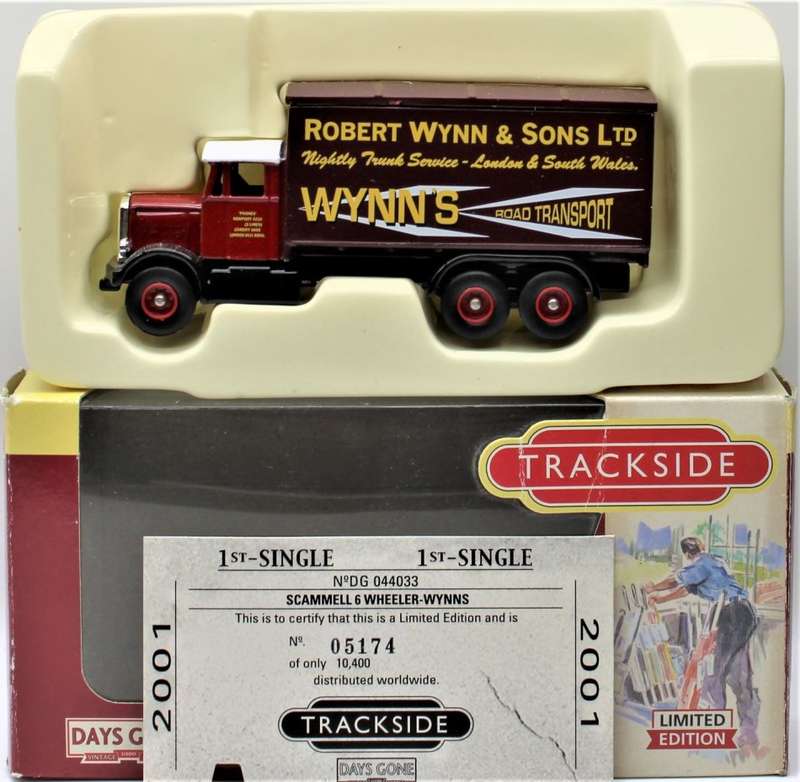 ROBERT WYNN & SONS LTD
Nightly Trunk Service - London & South Wales.
WYNN'S
ROAD TRANSPORT
TRACKSIDE
1ST-SINGLE 1ST-SINGLE
NºDG 044033
SCAMMELL 6 WHEELER-WYNNS
This is to certify that this is a Limited Edition and is
Nº. 05174
of only 10,400
distributed worldwide.
2001
2001
TRACKSIDE
DAYS GONE
DAYS GONE
VINTAGE
LIMITED
EDITION